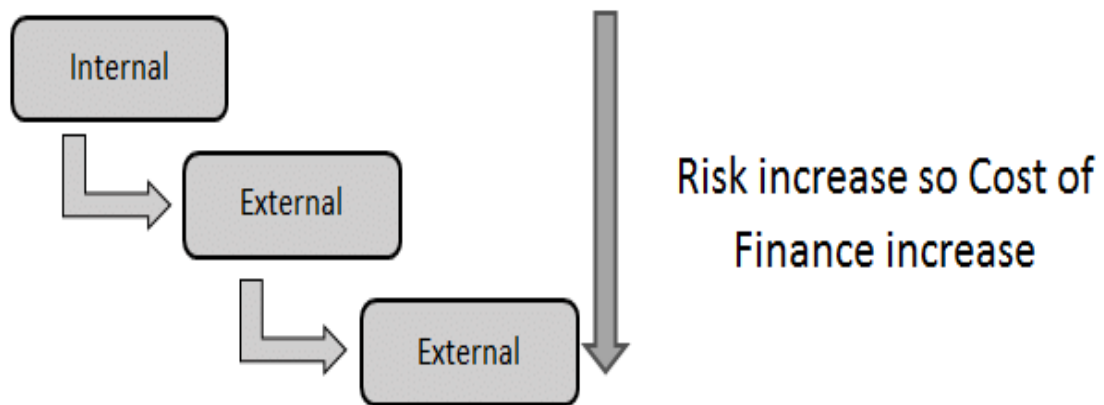 Internal
External
External
Risk increase so Cost of
Finance increase